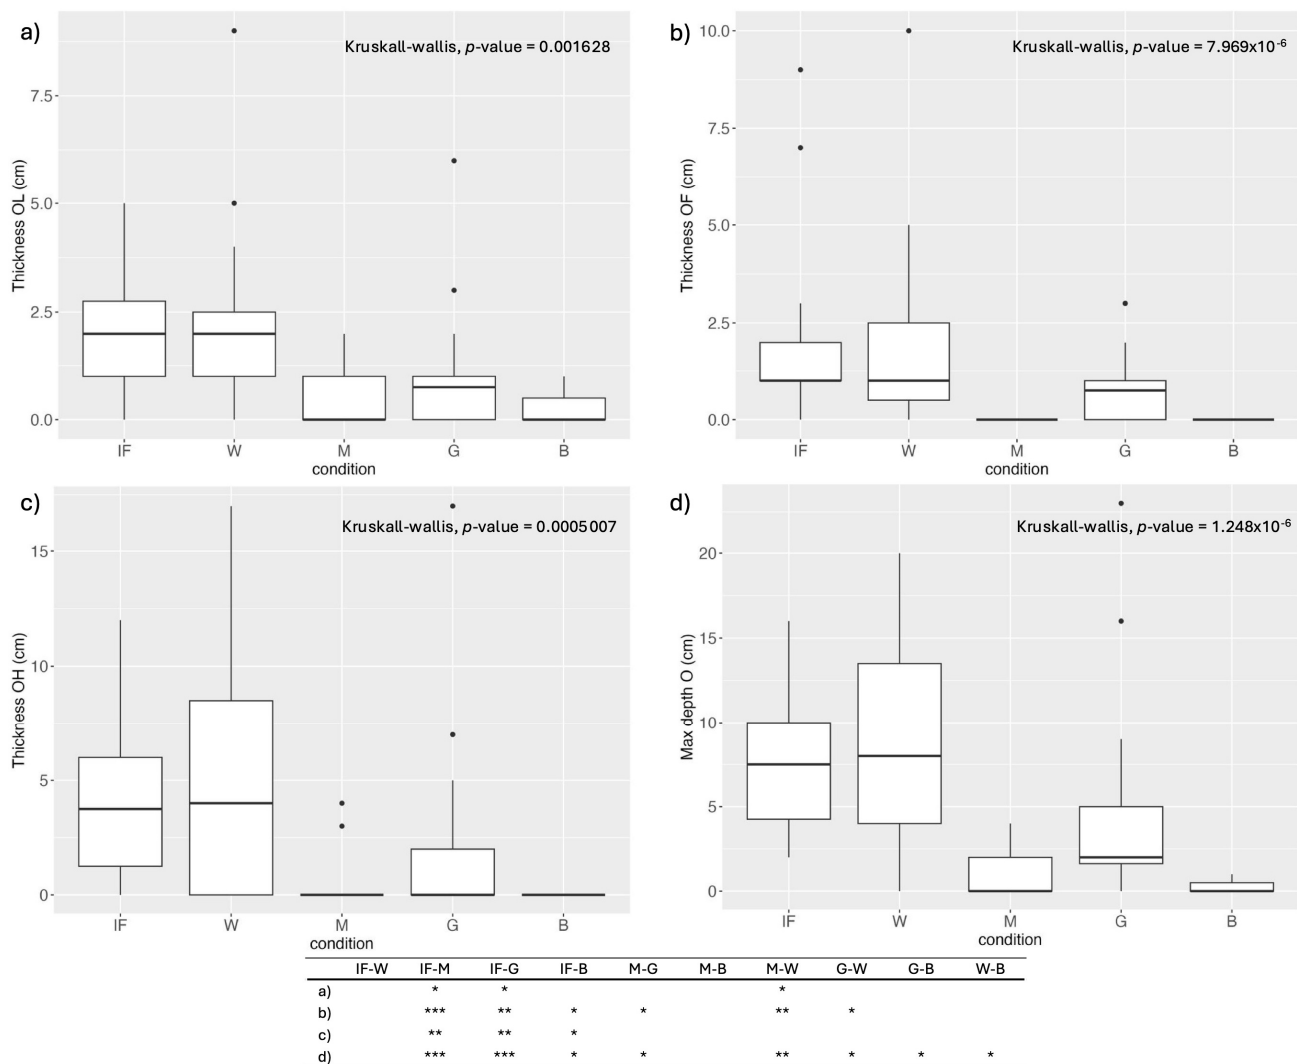 a)
Kruskall-wallis, p-value = 0.001628
Thickness OL (cm)
7.5
5.0
2.5
0.0
IF W M G B
condition
b)
Kruskall-wallis, p-value = 7.969x10-6
Thickness OF (cm)
10.0
7.5
5.0
2.5
0.0
IF W M G B
condition
c)
Kruskall-wallis, p-value = 0.0005007
Thickness OH (cm)
15
10
5
0
IF W M G B
condition
d)
Kruskall-wallis, p-value = 1.248x10-6
Max depth O (cm)
20
15
10
5
0
IF W M G B
condition
IF-W IF-M IF-G IF-B M-G M-B M-W G-W G-B W-B
a) * * *
b) *** ** * * ** *
c) ** ** *
d) *** *** * * ** * * *